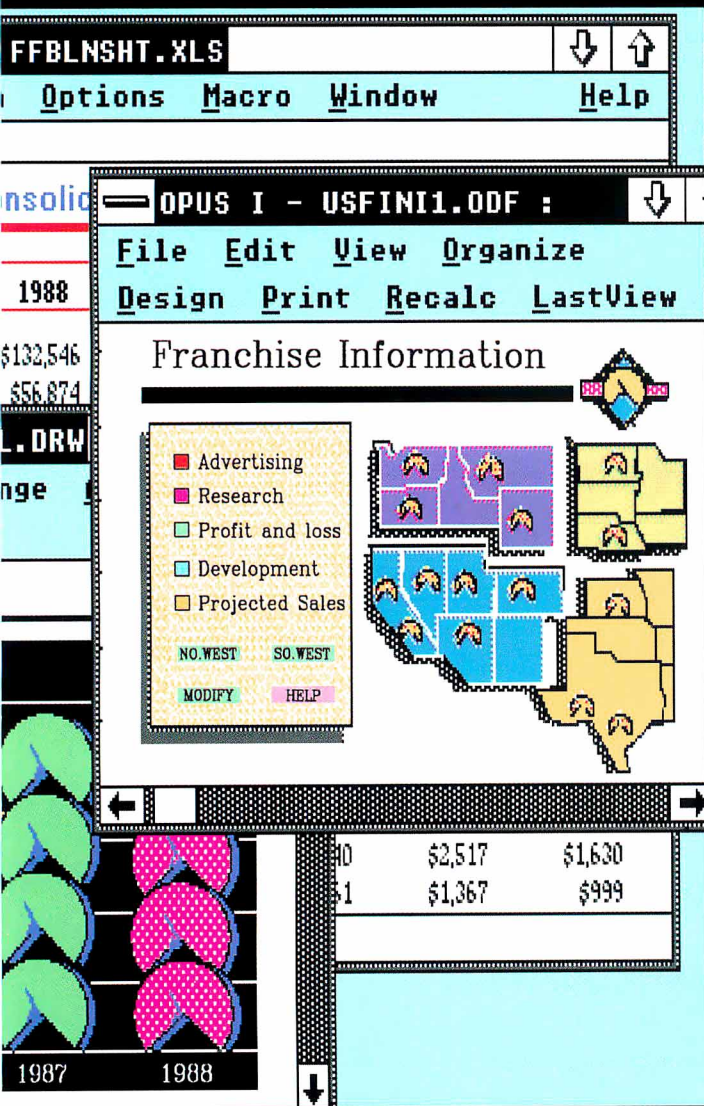 FFBLNSHT.XLS
Options Macro Window Help
OPUS I - USFINI1.ODF :
File Edit View Organize
Design Print Recalc LastView
1988
$132,546
$56,874
L.DRW
Franchise Information
Advertising
Research
Profit and loss
Development
Projected Sales
NO.WEST SO.WEST
MODIFY HELP
$2,517 $1,630
$1,367 $999
1987 1988